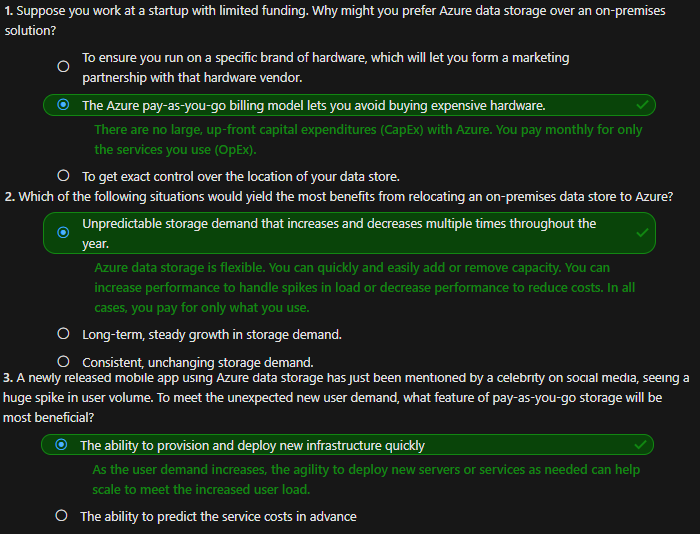 1. Suppose you work at a startup with limited funding. Why might you prefer Azure data storage over an on-premises
solution?
To ensure you run on a specific brand of hardware, which will let you form a marketing
partnership with that hardware vendor.
The Azure pay-as-you-go billing model lets you avoid buying expensive hardware.
There are no large, up-front capital expenditures (CapEx) with Azure. You pay monthly for only
the services you use (OpEx).
To get exact control over the location of your data store.
2. Which of the following situations would yield the most benefits from relocating an on-premises data store to Azure?
Unpredictable storage demand that increases and decreases multiple times throughout the
year.
Azure data storage is flexible. You can quickly and easily add or remove capacity. You can
increase performance to handle spikes in load or decrease performance to reduce costs. In all
cases, you pay for only what you use.
Long-term, steady growth in storage demand.
Consistent, unchanging storage demand.
3. A newly released mobile app using Azure data storage has just been mentioned by a celebrity on social media, seeing a
huge spike in user volume. To meet the unexpected new user demand, what feature of pay-as-you-go storage will be
most beneficial?
The ability to provision and deploy new infrastructure quickly
As the user demand increases, the agility to deploy new servers or services as needed can help
scale to meet the increased user load.
The ability to predict the service costs in advance